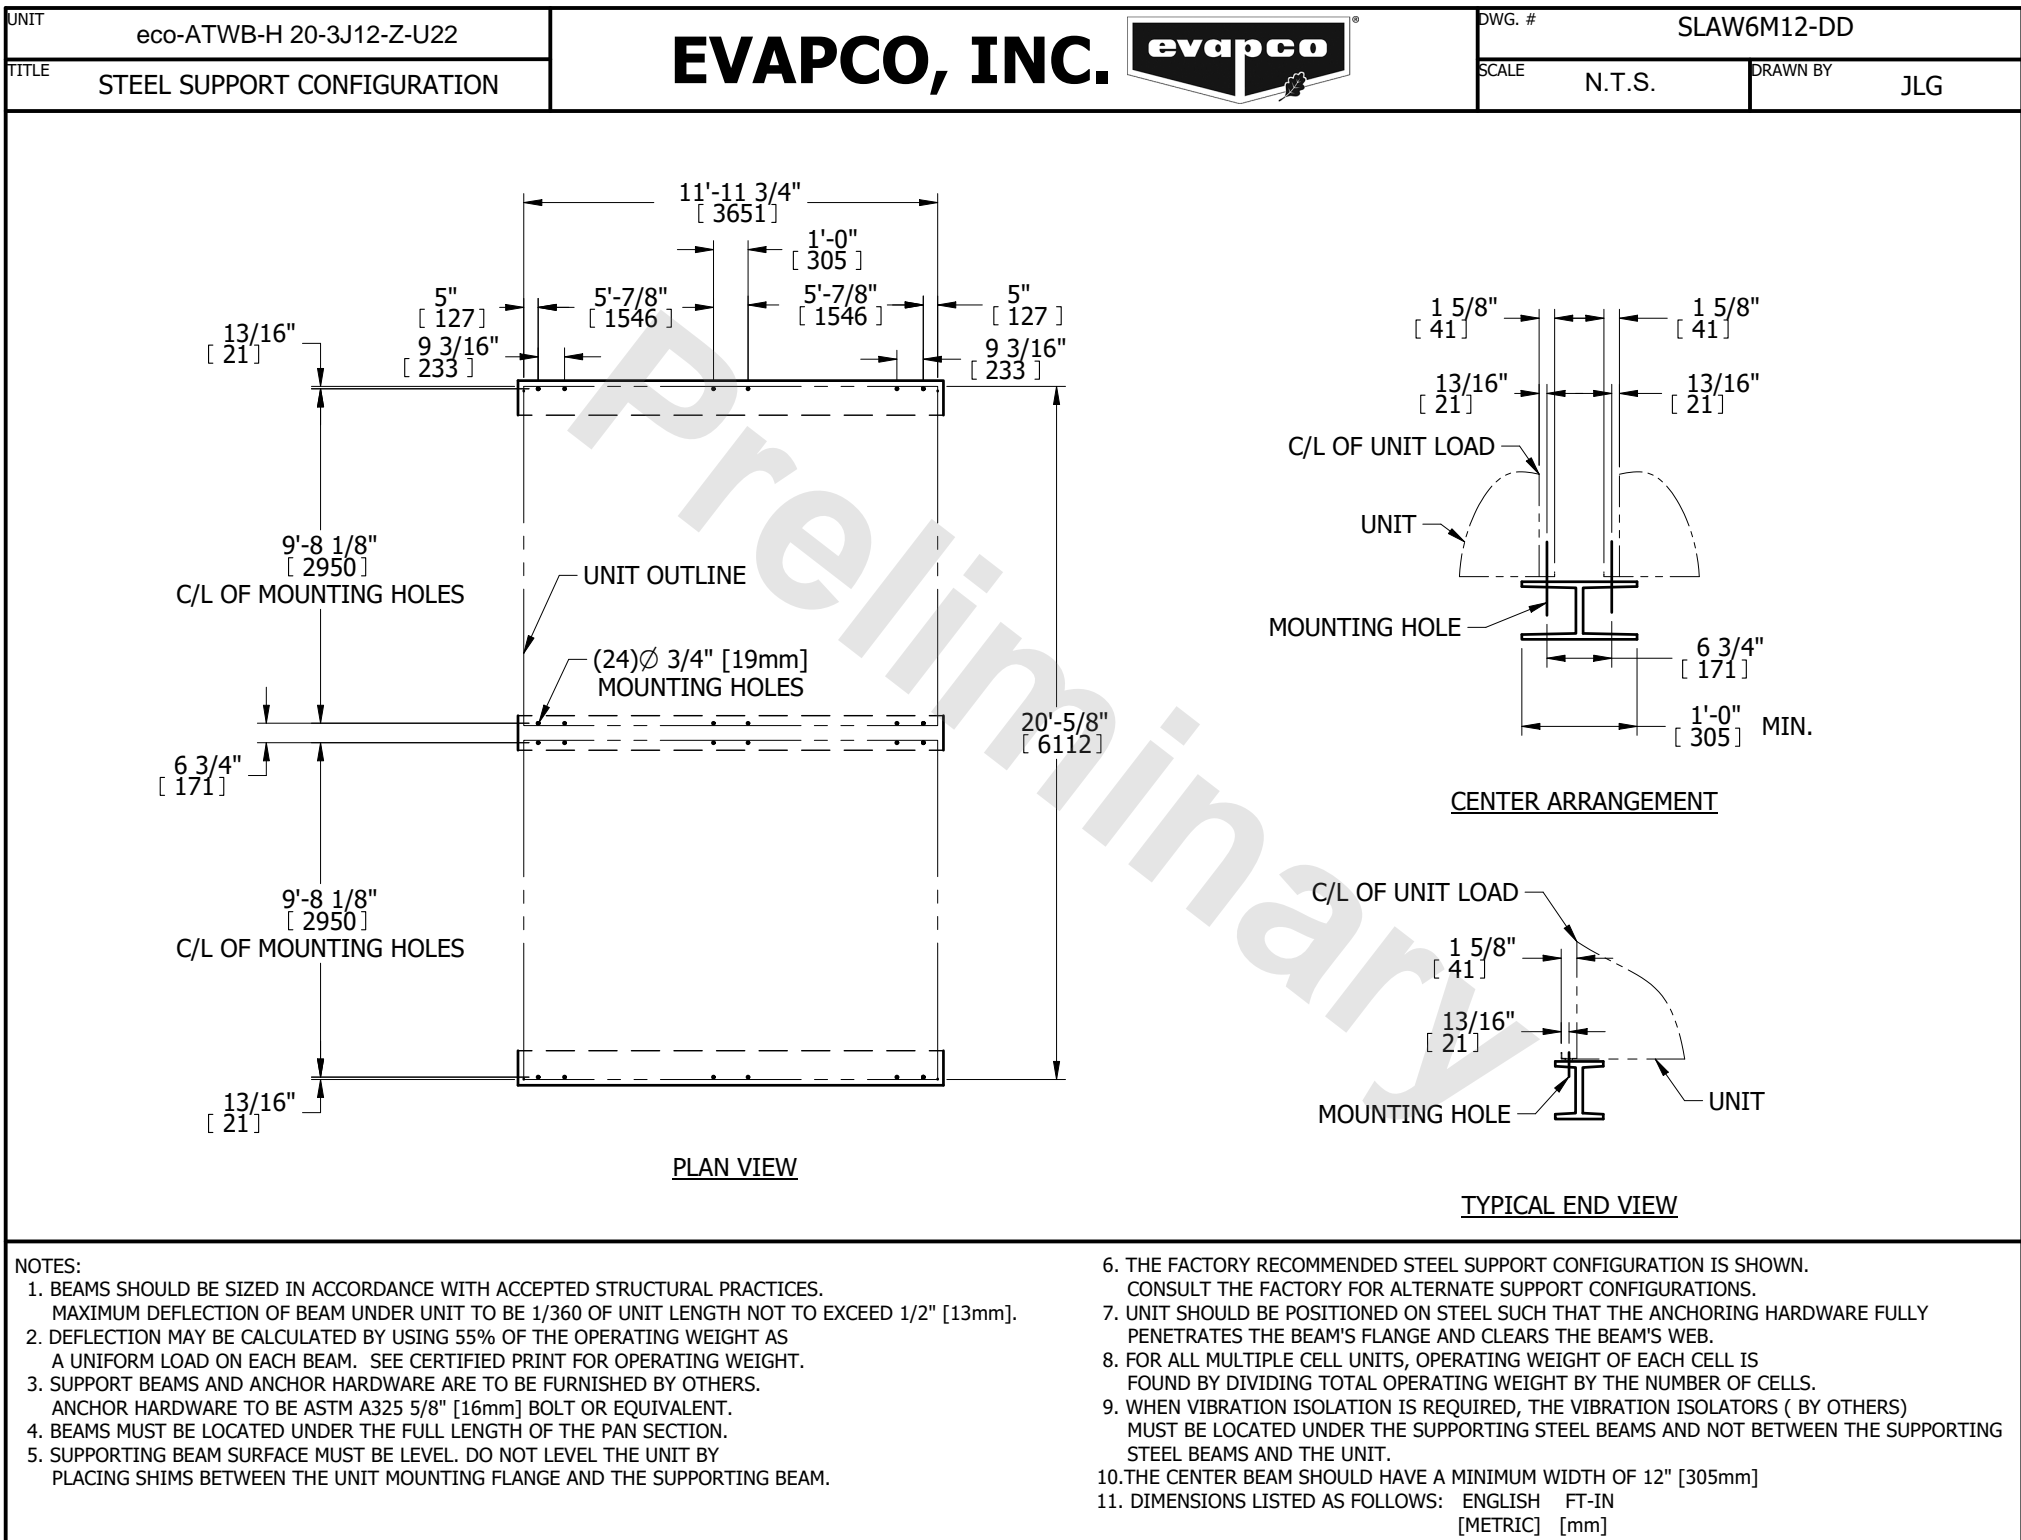 UNIT
eco-ATWB-H 20-3J12-Z-U22
TITLE
STEEL SUPPORT CONFIGURATION
EVAPCO, INC.
evapco
®
DWG. #
SLAW6M12-DD
SCALE
N.T.S.
DRAWN BY
JLG
11'-11 3/4"
[ 3651]
1'-0"
[ 305 ]
5"
[ 127]
5'-7/8"
[ 1546 ]
5'-7/8"
[ 1546 ]
5"
[ 127 ]
13/16"
[ 21]
9 3/16"
[ 233 ]
9 3/16"
[ 233 ]
9'-8 1/8"
[ 2950]
C/L OF MOUNTING HOLES
UNIT OUTLINE
(24)Ø 3/4" [19mm]
MOUNTING HOLES
20'-5/8"
[ 6112]
6 3/4"
[ 171]
9'-8 1/8"
[ 2950]
C/L OF MOUNTING HOLES
13/16"
[ 21]
PLAN VIEW
Preliminary
1 5/8"
[ 41]
1 5/8"
[ 41]
13/16"
[ 21]
13/16"
[ 21]
C/L OF UNIT LOAD
UNIT
MOUNTING HOLE
6 3/4"
[ 171]
1'-0"
[ 305]
MIN.
CENTER ARRANGEMENT
C/L OF UNIT LOAD
1 5/8"
[ 41]
13/16"
[ 21]
MOUNTING HOLE
UNIT
TYPICAL END VIEW
NOTES:
1. BEAMS SHOULD BE SIZED IN ACCORDANCE WITH ACCEPTED STRUCTURAL PRACTICES.
MAXIMUM DEFLECTION OF BEAM UNDER UNIT TO BE 1/360 OF UNIT LENGTH NOT TO EXCEED 1/2" [13mm].
2. DEFLECTION MAY BE CALCULATED BY USING 55% OF THE OPERATING WEIGHT AS
A UNIFORM LOAD ON EACH BEAM. SEE CERTIFIED PRINT FOR OPERATING WEIGHT.
3. SUPPORT BEAMS AND ANCHOR HARDWARE ARE TO BE FURNISHED BY OTHERS.
ANCHOR HARDWARE TO BE ASTM A325 5/8" [16mm] BOLT OR EQUIVALENT.
4. BEAMS MUST BE LOCATED UNDER THE FULL LENGTH OF THE PAN SECTION.
5. SUPPORTING BEAM SURFACE MUST BE LEVEL. DO NOT LEVEL THE UNIT BY
PLACING SHIMS BETWEEN THE UNIT MOUNTING FLANGE AND THE SUPPORTING BEAM.
6. THE FACTORY RECOMMENDED STEEL SUPPORT CONFIGURATION IS SHOWN.
CONSULT THE FACTORY FOR ALTERNATE SUPPORT CONFIGURATIONS.
7. UNIT SHOULD BE POSITIONED ON STEEL SUCH THAT THE ANCHORING HARDWARE FULLY
PENETRATES THE BEAM'S FLANGE AND CLEARS THE BEAM'S WEB.
8. FOR ALL MULTIPLE CELL UNITS, OPERATING WEIGHT OF EACH CELL IS
FOUND BY DIVIDING TOTAL OPERATING WEIGHT BY THE NUMBER OF CELLS.
9. WHEN VIBRATION ISOLATION IS REQUIRED, THE VIBRATION ISOLATORS ( BY OTHERS)
MUST BE LOCATED UNDER THE SUPPORTING STEEL BEAMS AND NOT BETWEEN THE SUPPORTING
STEEL BEAMS AND THE UNIT.
10.THE CENTER BEAM SHOULD HAVE A MINIMUM WIDTH OF 12" [305mm]
11. DIMENSIONS LISTED AS FOLLOWS: ENGLISH FT-IN
[METRIC] [mm]